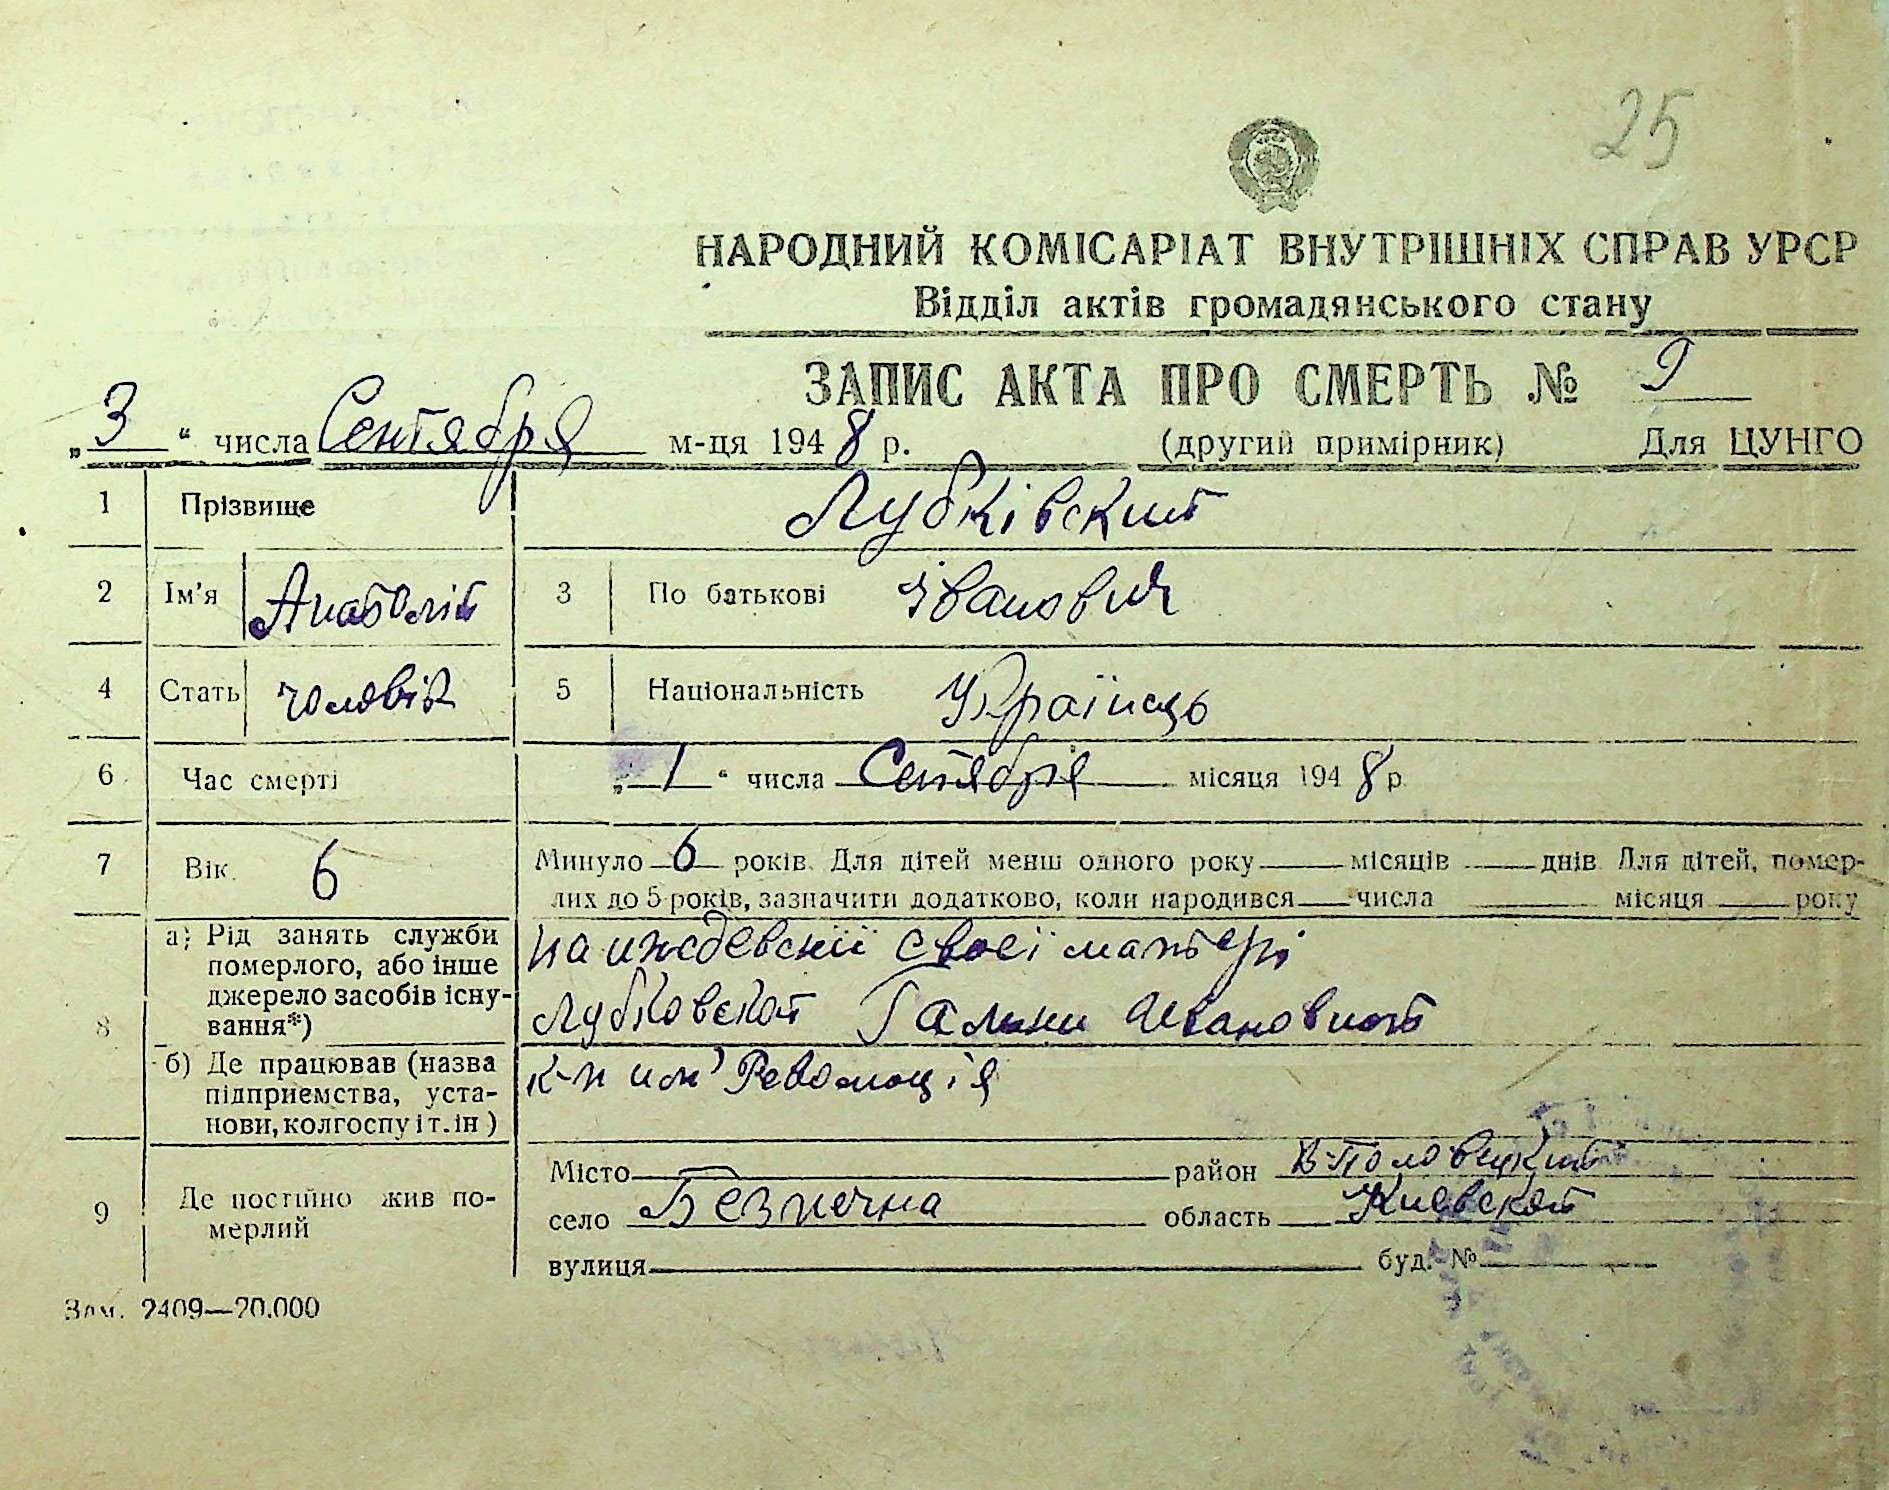 25
НАРОДНИЙ КОМІСАРІАТ ВНУТРІШНІХ СПРАВ УРСР
Відділ актів громадянського стану
ЗАПИС АКТА ПРО СМЕРТЬ № 9
„3“ числа Сентября м-ця 1948 р. (другий примірник) Для ЦУНГО
1 Прізвище Лубківский
2 Ім'я Анатолій 3 По батькові Іванович
4 Стать чоловік 5 Національність Українець
6 Час смерті „1“ числа Сентября місяця 1948 р.
7 Вік 6 Минуло 6 років. Для дітей менш одного року місяців днів Для дітей, помер-
лих до 5 років, зазначити додатково, коли народився числа місяця року
8 а) Рід занять служби померлого, або інше джерело засобів існування*) на иждевскії своєї матері
Лубковской Галини Ивановной
б) Де працював (назва підприємства, установи, колгоспу і т. ін) к-п им' Революція
9 Де постійно жив померлий Місто район В-Половецкий
село Безпечна область Киевской
вулиця буд. №
Зам. 2409—20.000